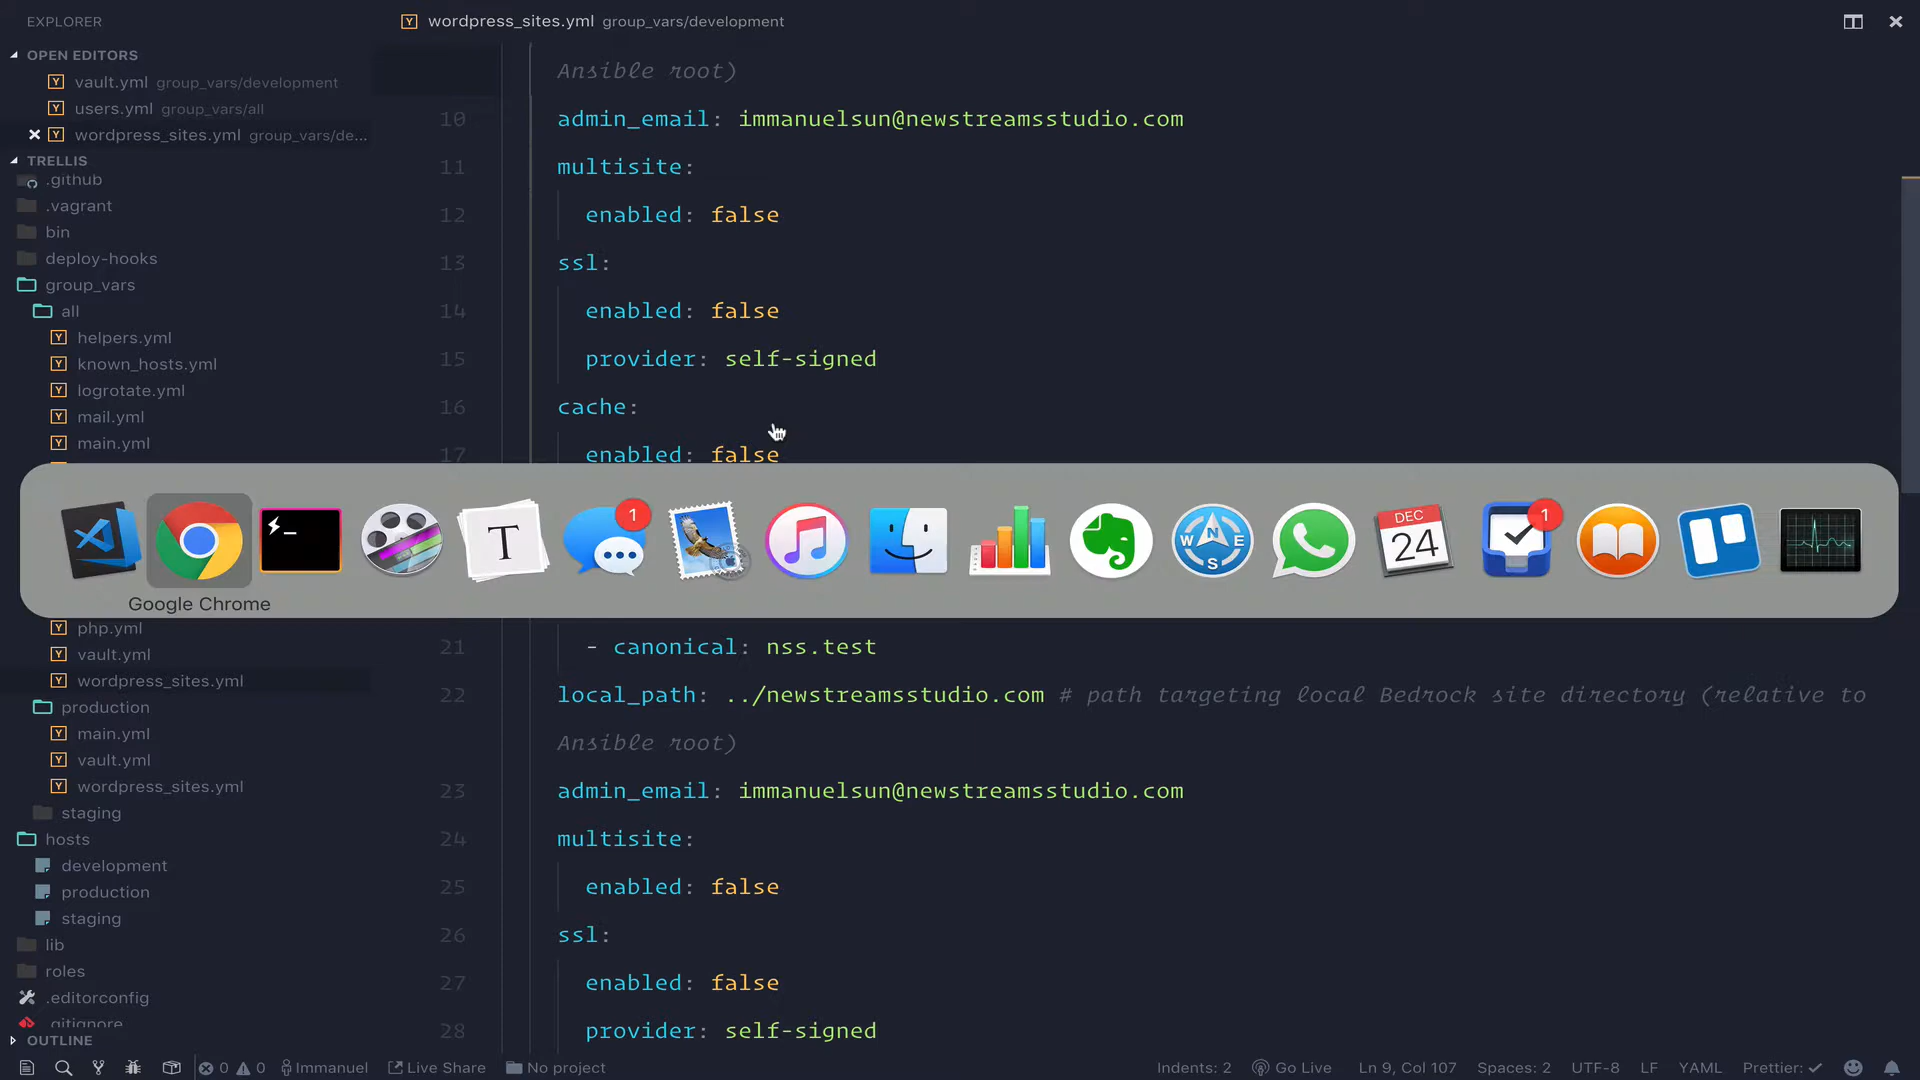 EXPLORER
wordpress_sites.yml group_vars/development
OPEN EDITORS
vault.yml group_vars/development
users.yml group_vars/all
wordpress_sites.yml group_vars/de...
TRELLIS
.github
.vagrant
bin
deploy-hooks
group_vars
all
helpers.yml
known_hosts.yml
logrotate.yml
mail.yml
main.yml
php.yml
vault.yml
wordpress_sites.yml
production
main.yml
vault.yml
wordpress_sites.yml
staging
hosts
development
production
staging
lib
roles
.editorconfig
.gitignore
OUTLINE
Ansible root)
10 admin_email: immanuelsun@newstreamsstudio.com
11 multisite:
12 enabled: false
13 ssl:
14 enabled: false
15 provider: self-signed
16 cache:
17 enabled: false
1
W N E S
T
DEC
24
1
Google Chrome
21 - canonical: nss.test
22 local_path: ../newstreamsstudio.com # path targeting local Bedrock site directory (relative to
Ansible root)
23 admin_email: immanuelsun@newstreamsstudio.com
24 multisite:
25 enabled: false
26 ssl:
27 enabled: false
28 provider: self-signed
0 0 Immanuel Live Share No project Indents: 2 Go Live Ln 9, Col 107 Spaces: 2 UTF-8 LF YAML Prettier: ✓